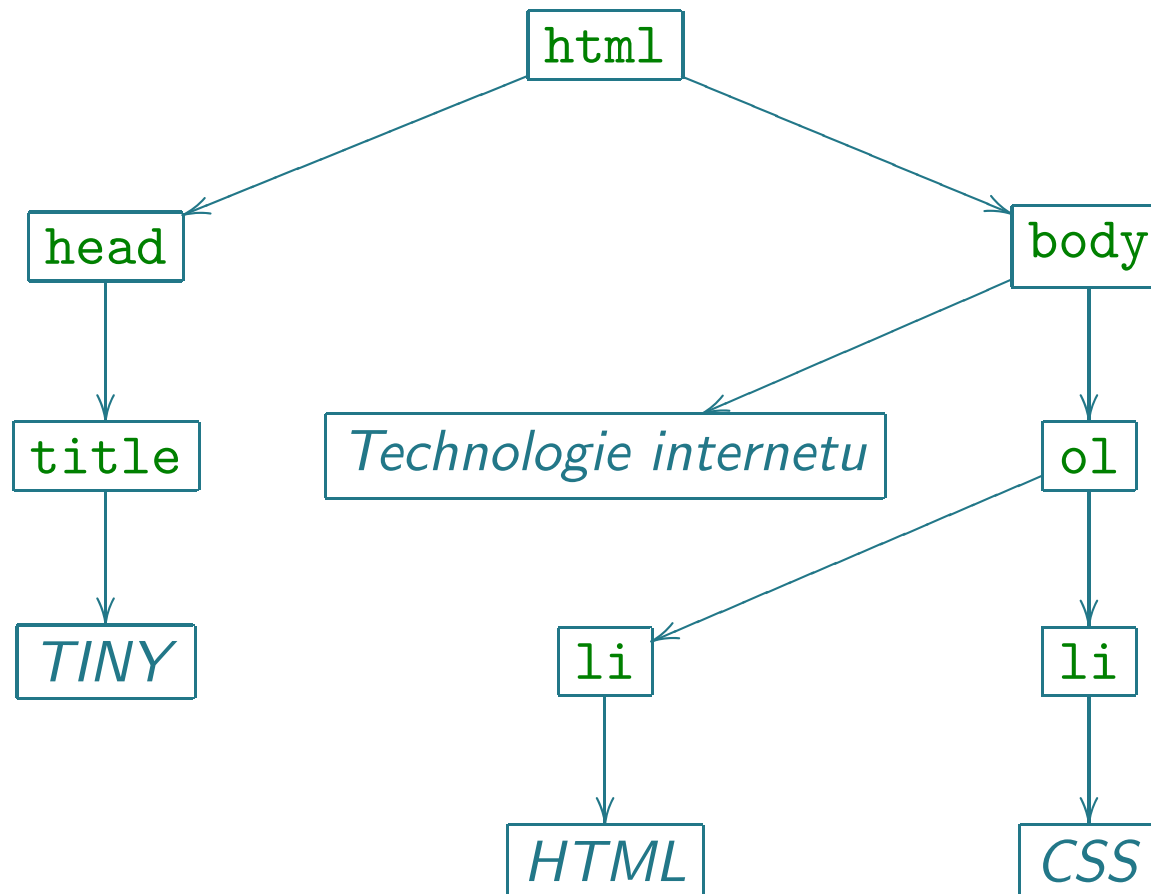 html
head
body
title
Technologie internetu
ol
TINY
li
li
HTML
CSS